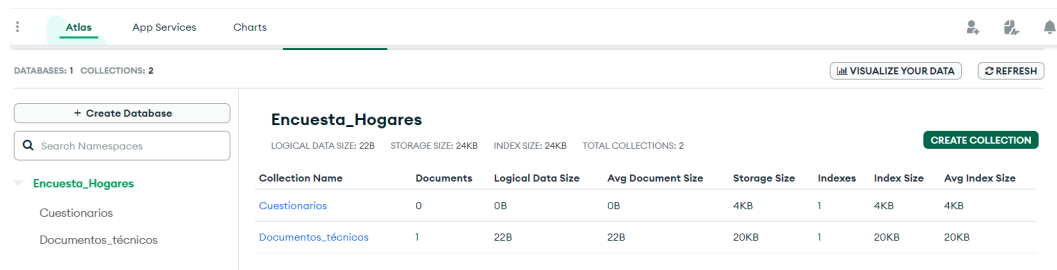 Atlas App Services Charts
DATABASES: 1 COLLECTIONS: 2
VISUALIZE YOUR DATA
REFRESH
+ Create Database
Search Namespaces
Encuesta_Hogares
Cuestionarios
Documentos_técnicos
Encuesta_Hogares
LOGICAL DATA SIZE: 22B STORAGE SIZE: 24KB INDEX SIZE: 24KB TOTAL COLLECTIONS: 2
CREATE COLLECTION
Collection Name Documents Logical Data Size Avg Document Size Storage Size Indexes Index Size Avg Index Size
Cuestionarios 0 0B 0B 4KB 1 4KB 4KB
Documentos_técnicos 1 22B 22B 20KB 1 20KB 20KB